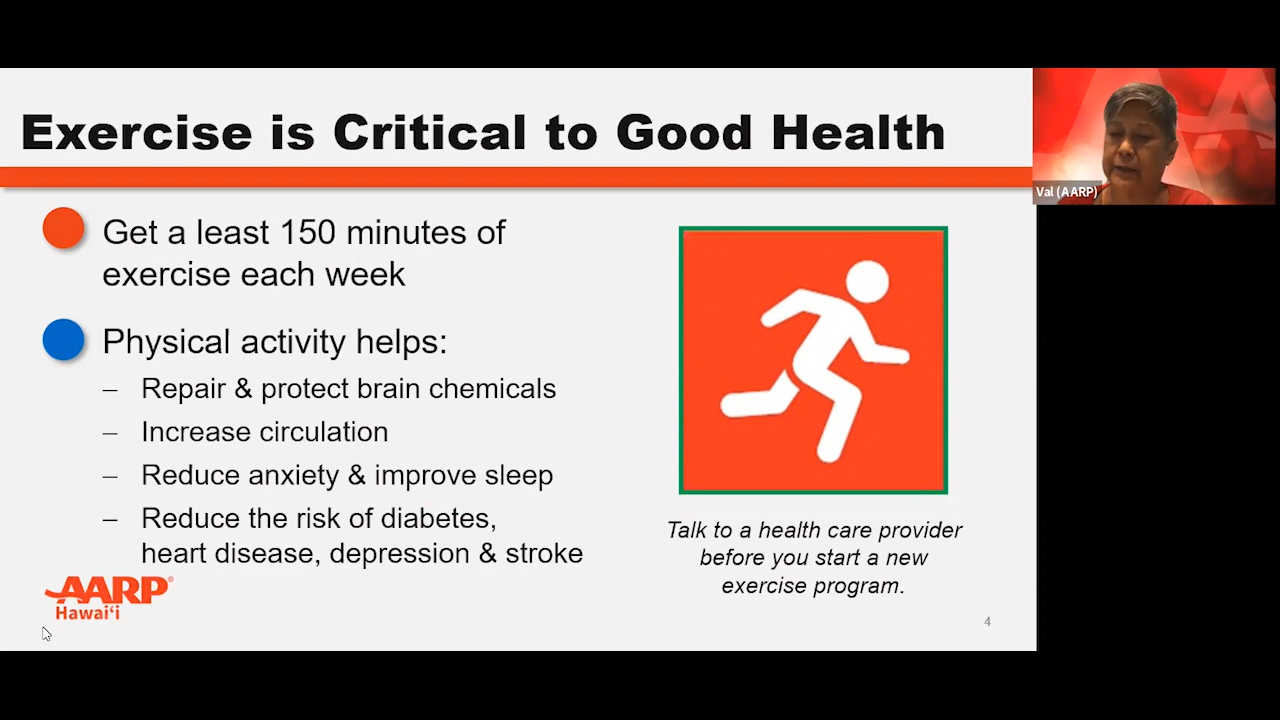 Exercise is Critical to Good Health
Val (AARP)
Get a least 150 minutes of
exercise each week
Physical activity helps:
– Repair & protect brain chemicals
– Increase circulation
– Reduce anxiety & improve sleep
– Reduce the risk of diabetes,
heart disease, depression & stroke
Talk to a health care provider
before you start a new
exercise program.
AARP®
Hawaiʻi
4